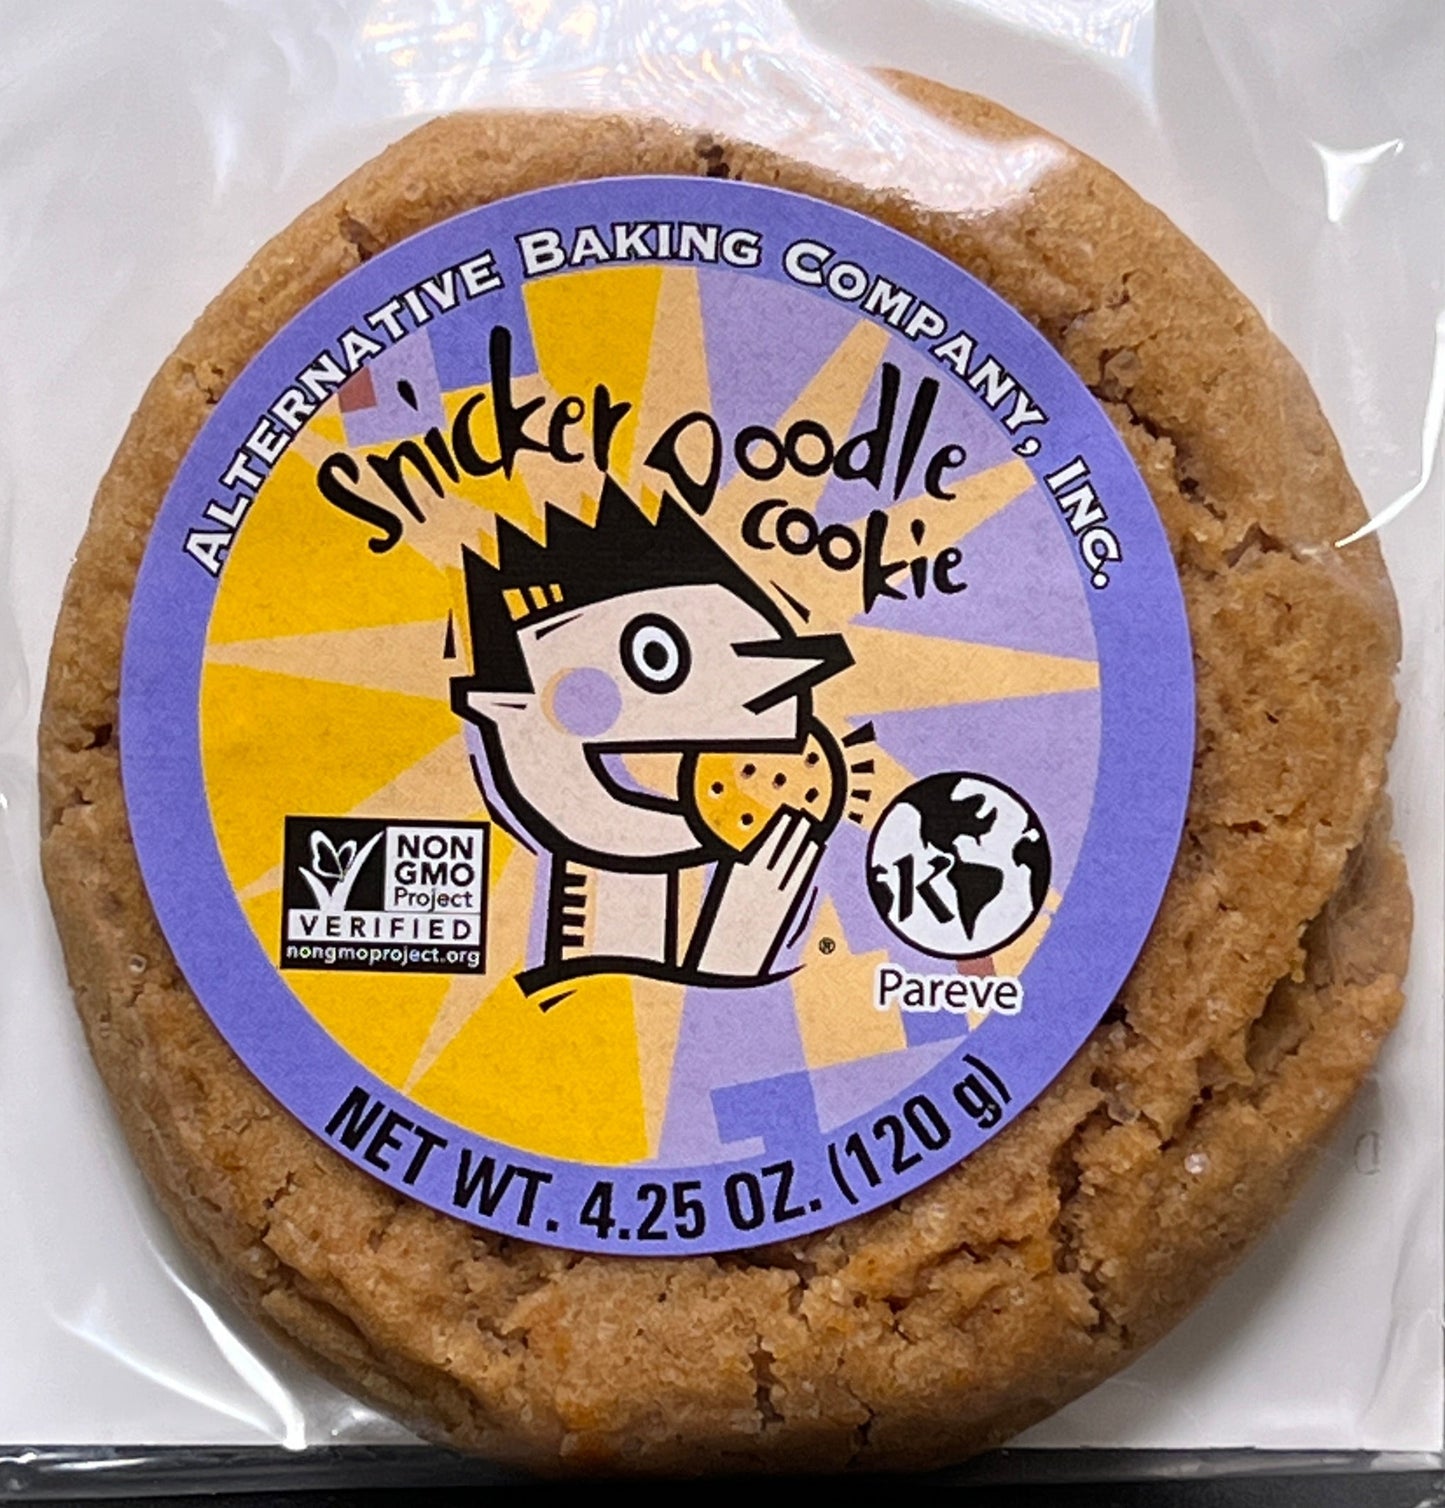 ALTERNATIVE BAKING COMPANY, INC.
Snicker Doodle
cookie
NON
GMO
Project
VERIFIED
nongmoproject.org
K
®
Pareve
NET WT. 4.25 OZ. (120 g)